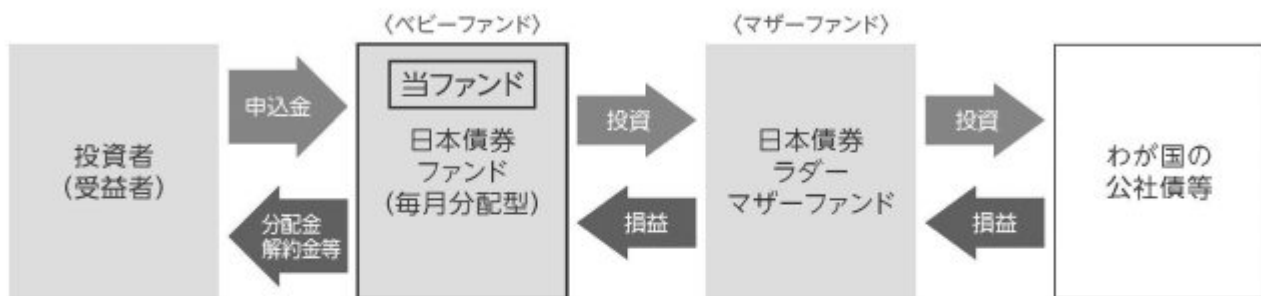 〈ベビーファンド〉
〈マザーファンド〉
投資者
(受益者)
申込金
分配金
解約金等
当ファンド
日本債券
ファンド
(毎月分配型)
投資
損益
日本債券
ラダー
マザーファンド
投資
損益
わが国の
公社債等